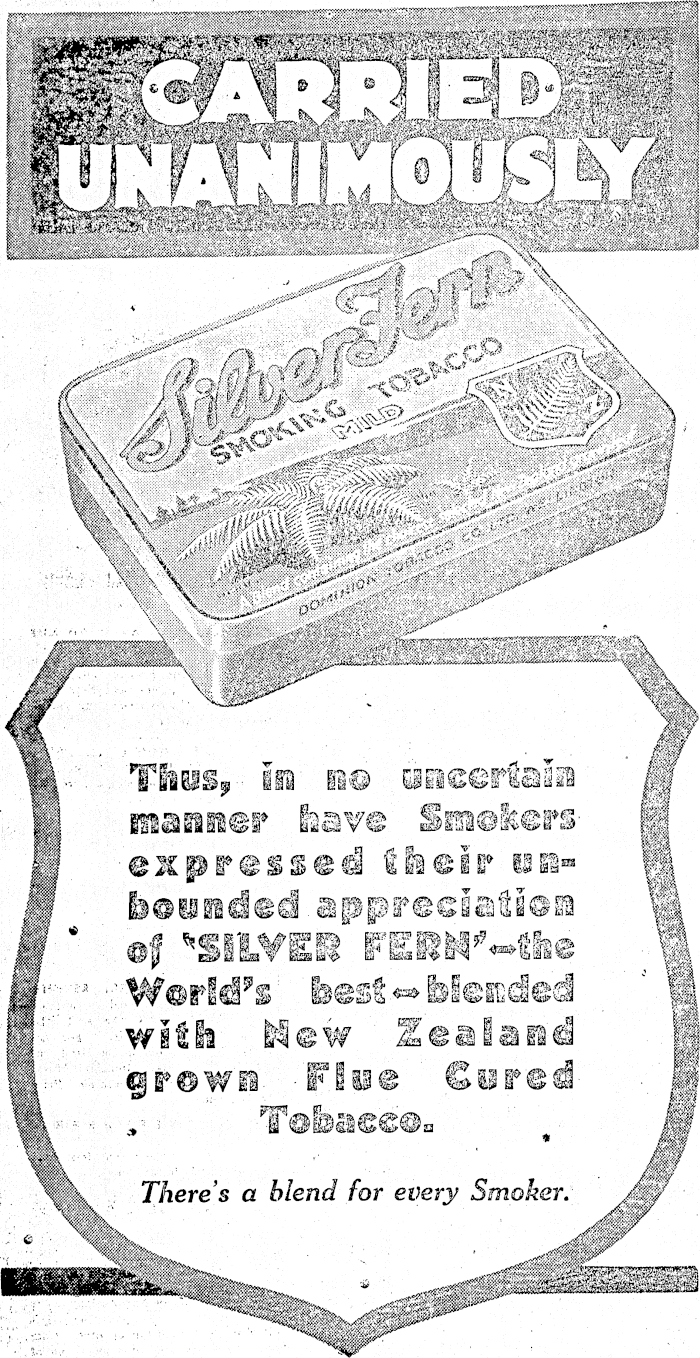 CARRIED
UNANIMOUSLY
Silver Fern
SMOKING TOBACCO
MILD
N Z
DOMINION TOBACCO CO. LTD. WELLINGTON
Thus, in no uncertain
manner have Smokers
expressed their un-
bounded appreciation
of 'SILVER FERN'—the
World's best—blended
with New Zealand
grown Flue Cured
Tobacco.
There's a blend for every Smoker.